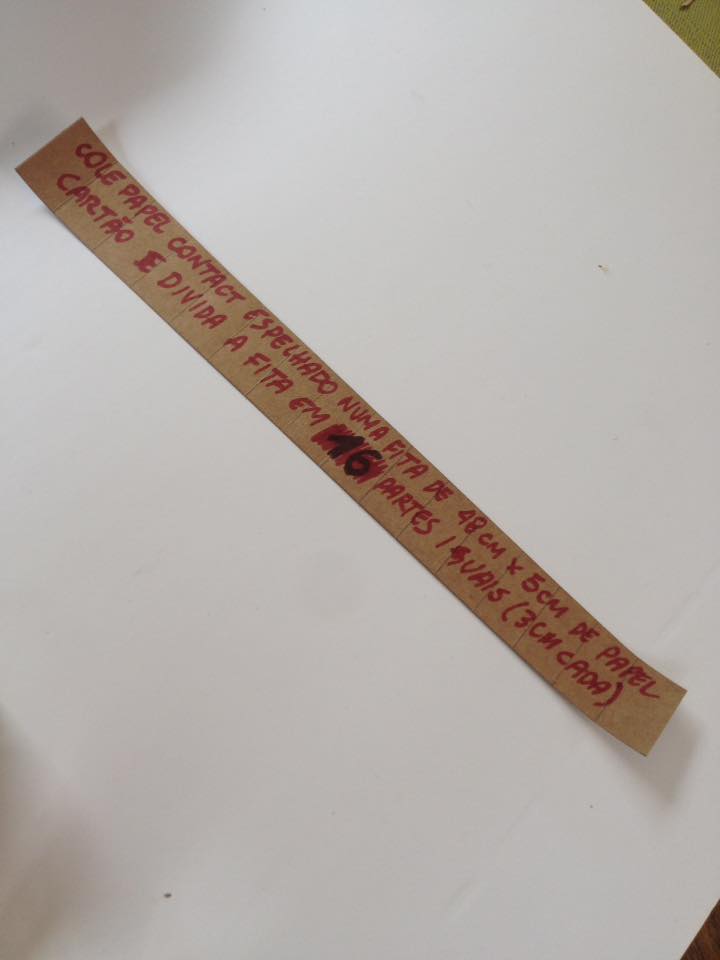 COLE PAPEL CONTACT ESPELHADO NUMA FITA DE 48CM X 5CM DE PAPEL
CARTÃO E DIVIDA A FITA EM 16 PARTES IGUAIS (3CM CADA)